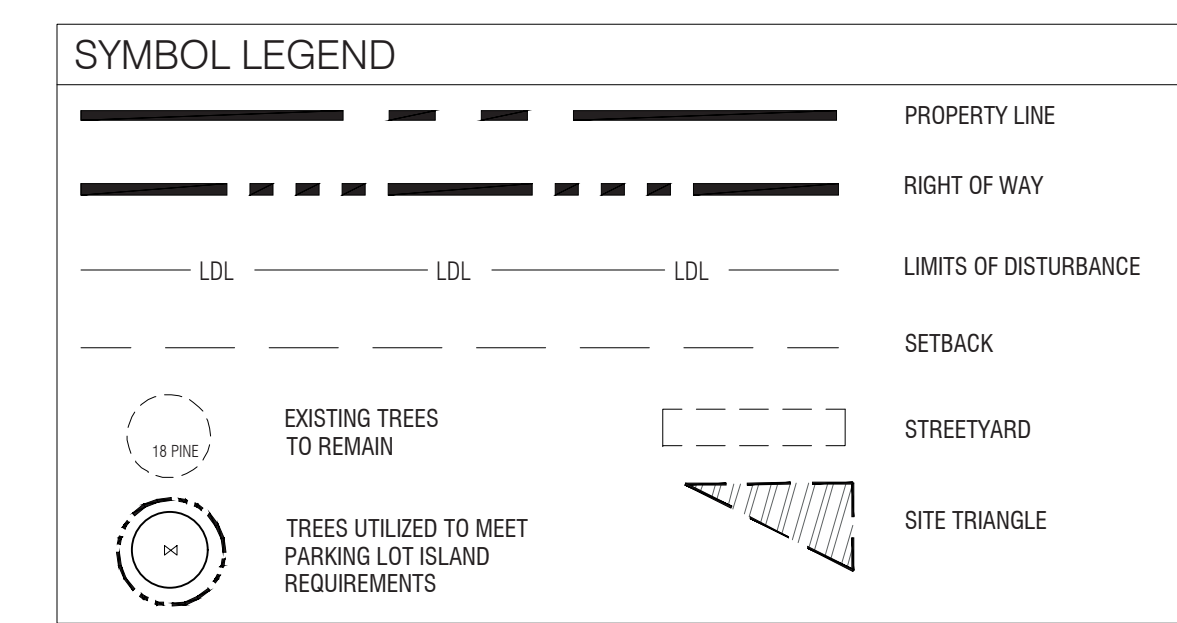 SYMBOL LEGEND
PROPERTY LINE
RIGHT OF WAY
LDL LDL LDL
LIMITS OF DISTURBANCE
SETBACK
18 PINE
EXISTING TREES
TO REMAIN
STREETYARD
TREES UTILIZED TO MEET
PARKING LOT ISLAND
REQUIREMENTS
SITE TRIANGLE